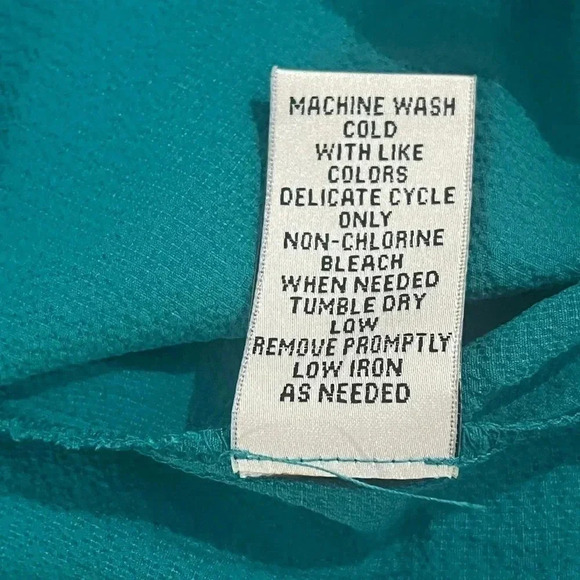 MACHINE WASH
COLD
WITH LIKE
COLORS
DELICATE CYCLE
ONLY
NON-CHLORINE
BLEACH
WHEN NEEDED
TUMBLE DRY
LOW
REMOVE PROMPTLY
LOW IRON
AS NEEDED